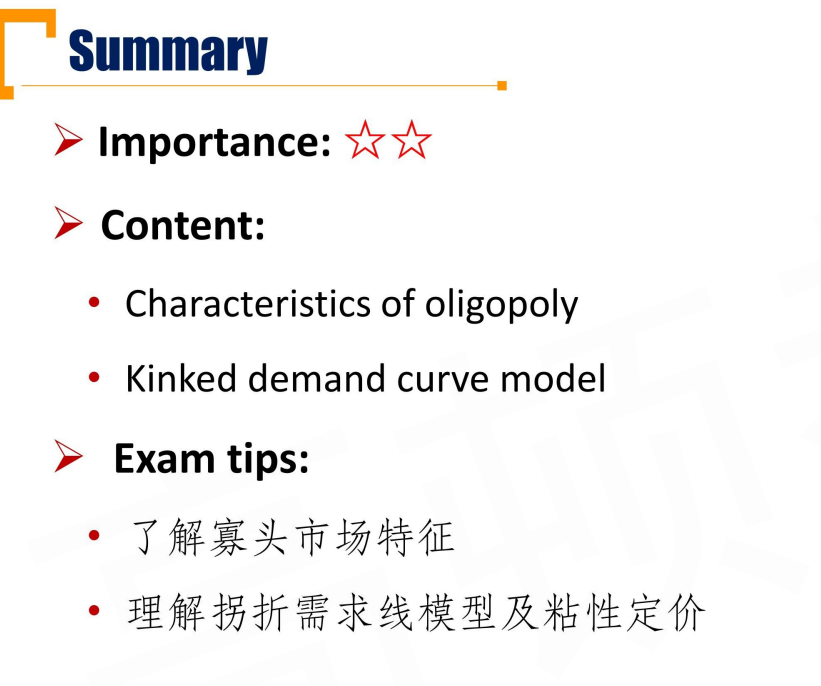 Summary
Importance: ☆☆
Content:
Characteristics of oligopoly
Kinked demand curve model
Exam tips:
了解寡头市场特征
理解拐折需求线模型及粘性定价